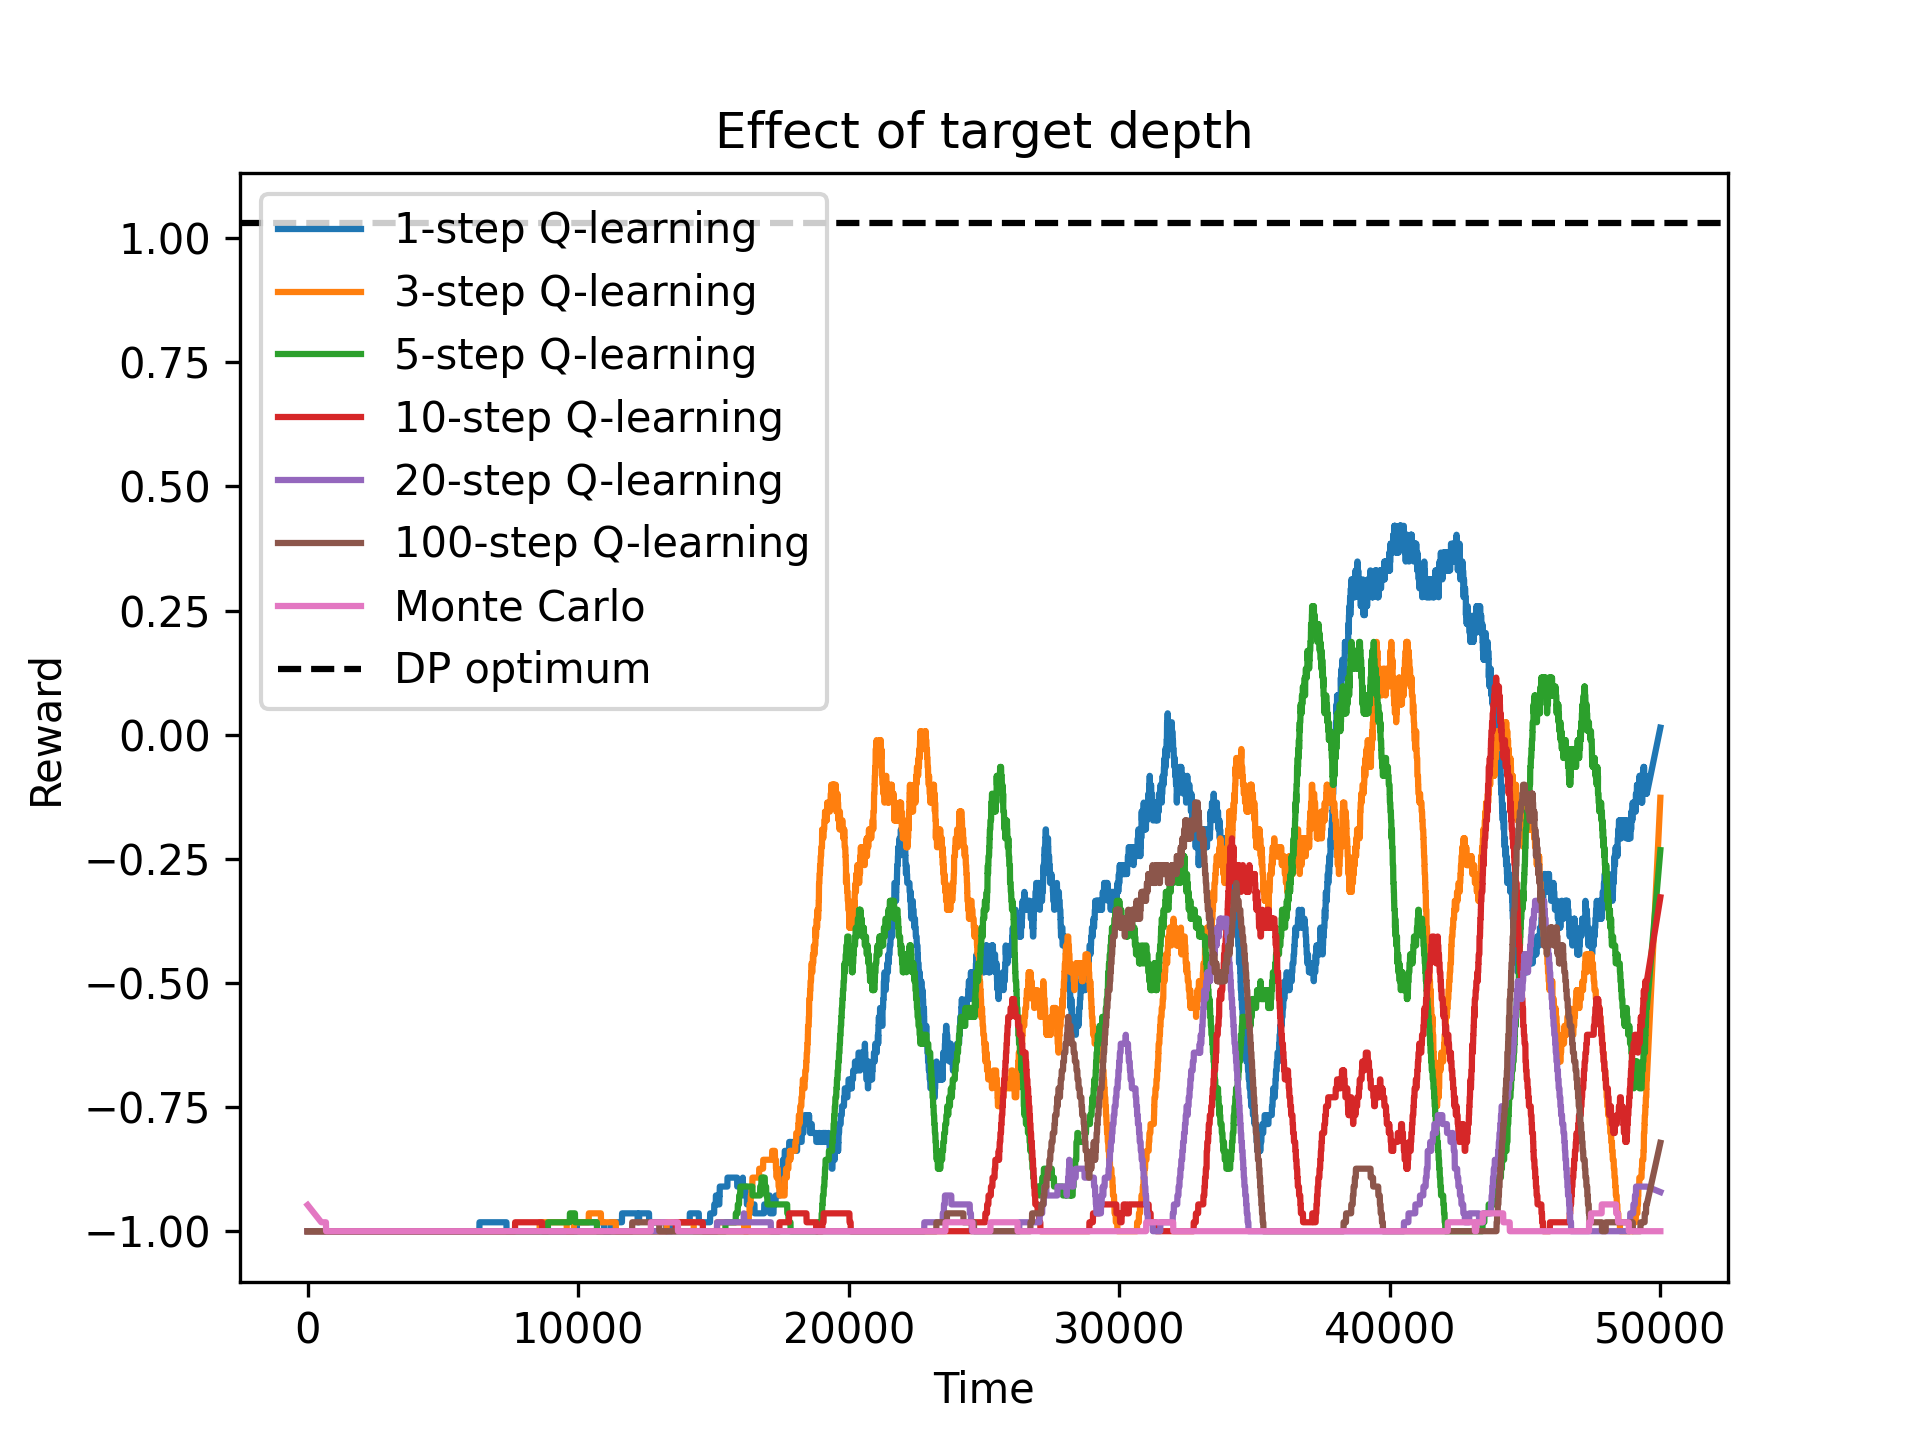 Effect of target depth
1-step Q-learning
3-step Q-learning
5-step Q-learning
10-step Q-learning
20-step Q-learning
100-step Q-learning
Monte Carlo
DP optimum
1.00
0.75
0.50
0.25
0.00
−0.25
−0.50
−0.75
−1.00
Reward
0 10000 20000 30000 40000 50000
Time